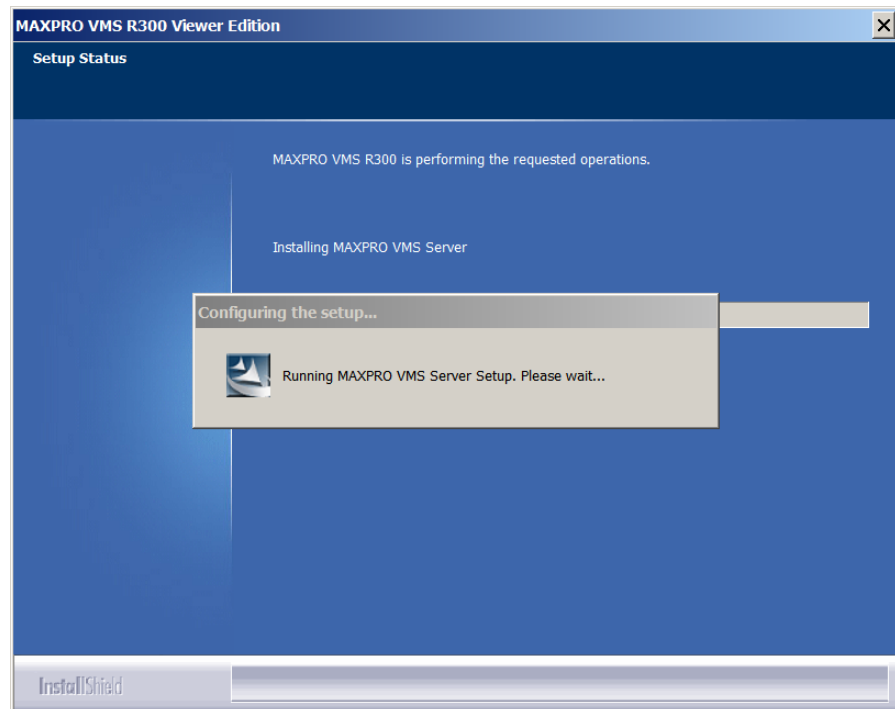 MAXPRO VMS R300 Viewer Edition
Setup Status
MAXPRO VMS R300 is performing the requested operations.
Installing MAXPRO VMS Server
Configuring the setup...
Running MAXPRO VMS Server Setup. Please wait...
InstallShield